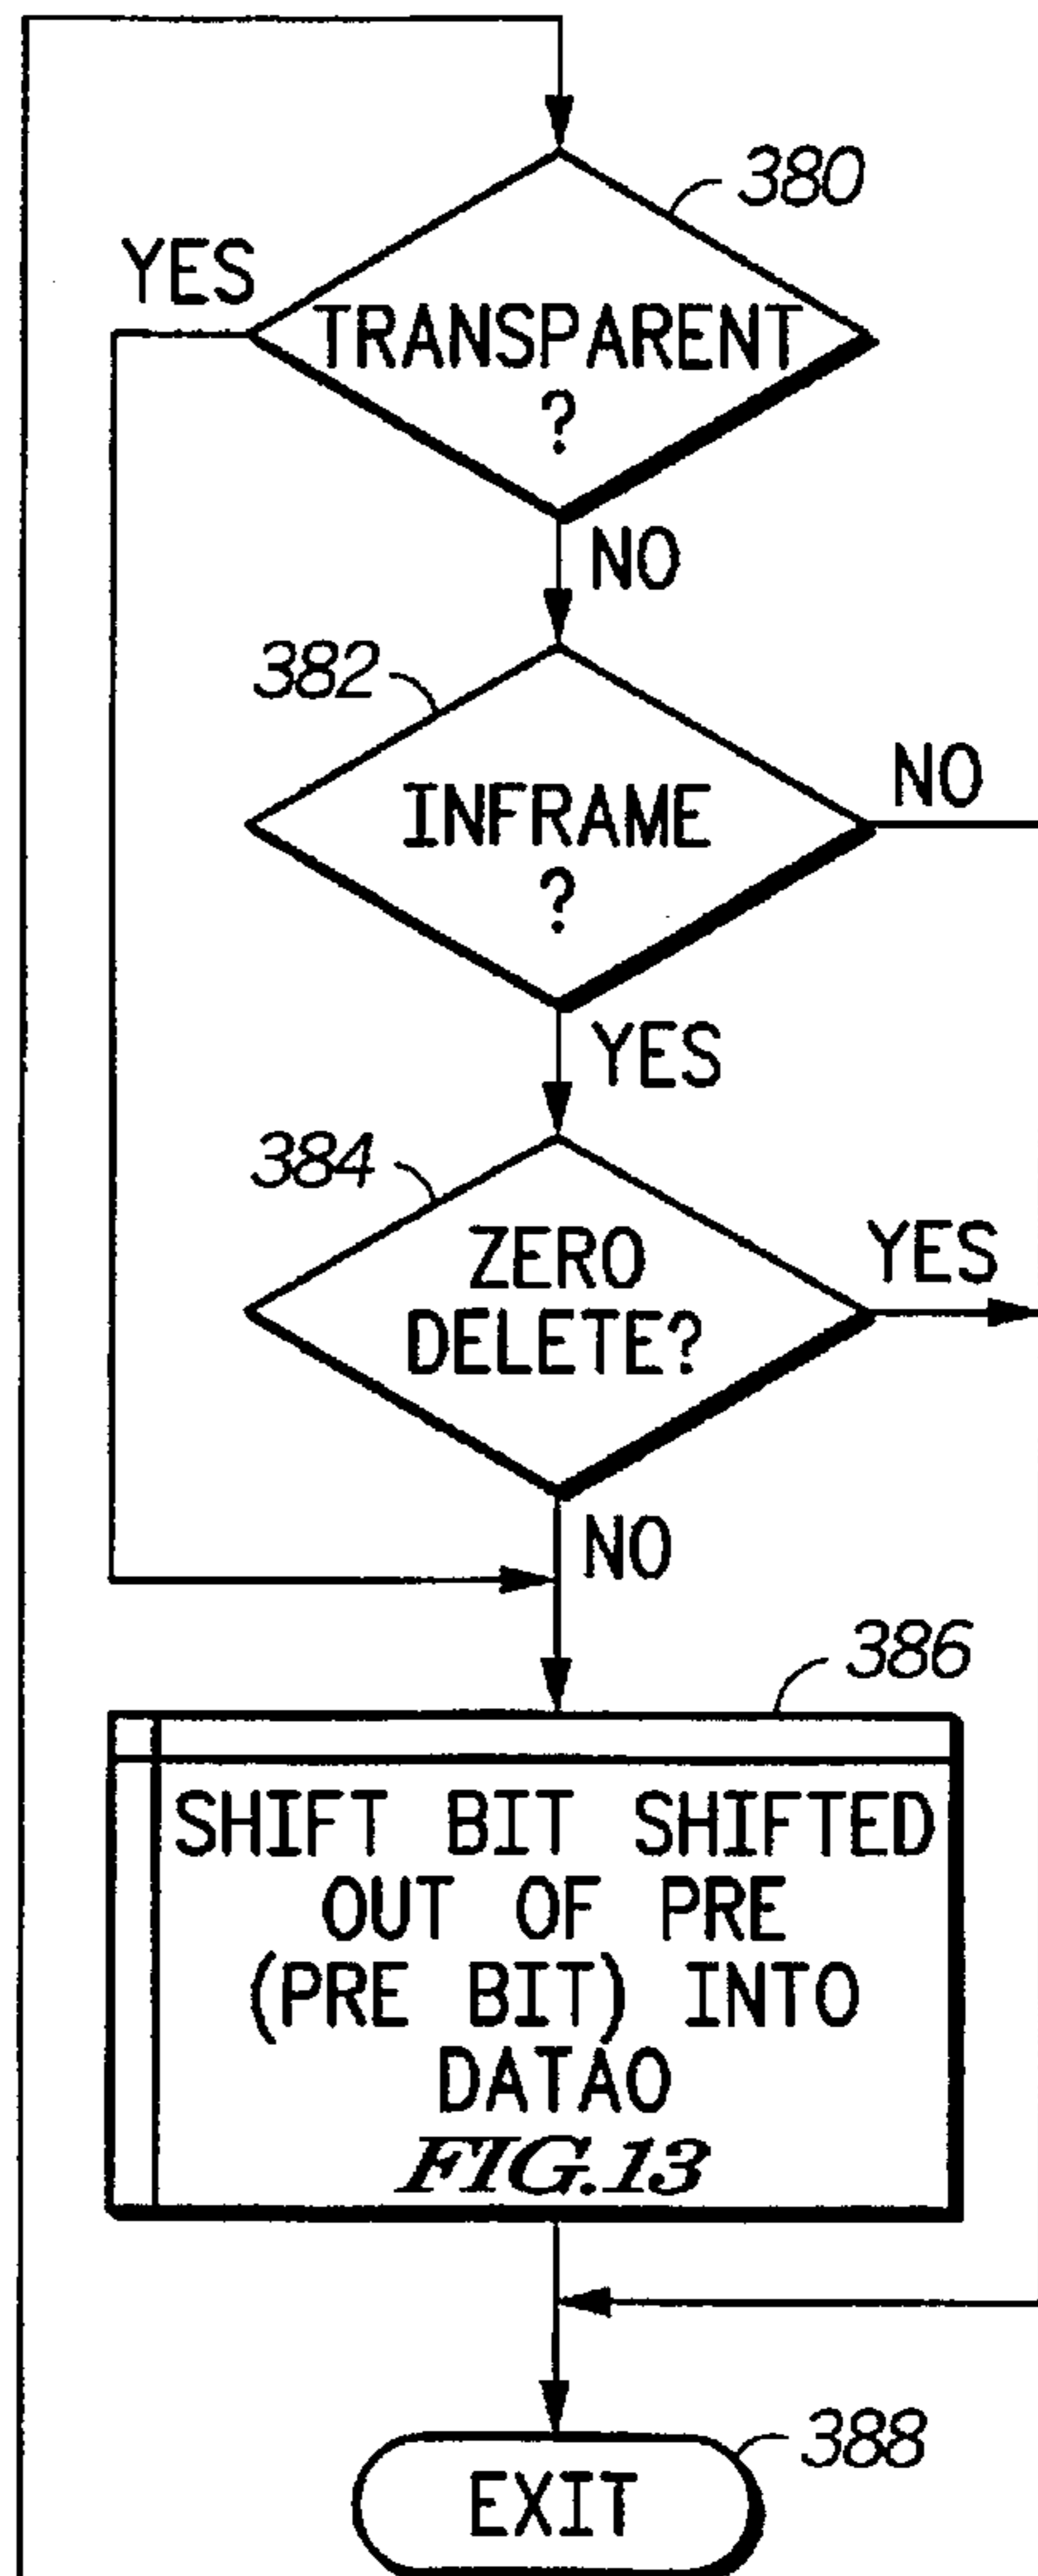 380
YES
TRANSPARENT
?
NO
382
INFRAME
?
NO
YES
384
ZERO
DELETE?
YES
NO
386
SHIFT BIT SHIFTED
OUT OF PRE
(PRE BIT) INTO
DATAO
FIG.13
388
EXIT